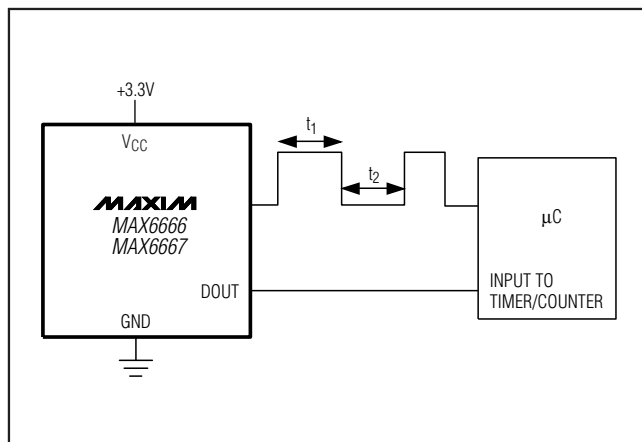 +3.3V
VCC
t1
t2
MAXIM
MAX6666
MAX6667
µC
DOUT
INPUT TO
TIMER/COUNTER
GND